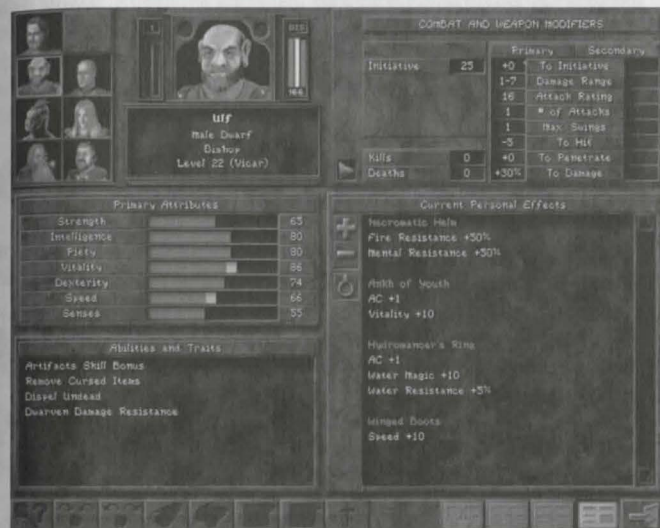 COMBAT AND WEAPON MODIFIERS
Primary Secondary
Initiative 25
+0 To Initiative
1-7 Damage Range
16 Attack Rating
1 # of Attacks
1 Max Swings
-5 To Hit
+0 To Penetrate
+30% To Damage
Kills 0
Deaths 0
Ulf
Male Dwarf
Bishop
Level 22 (Vicar)
Primary Attributes
Strength 65
Intelligence 80
Piety 80
Vitality 86
Dexterity 74
Speed 66
Senses 55
Abilities and Traits
Artifacts Skill Bonus
Remove Cursed Items
Dispel Undead
Dwarven Damage Resistance
Current Personal Effects
Necromatic Helm
Fire Resistance +50%
Mental Resistance +50%
Ankh of Youth
AC +1
Vitality +10
Hydromancer's Ring
AC +1
Water Magic +10
Water Resistance +5%
Winged Boots
Speed +10